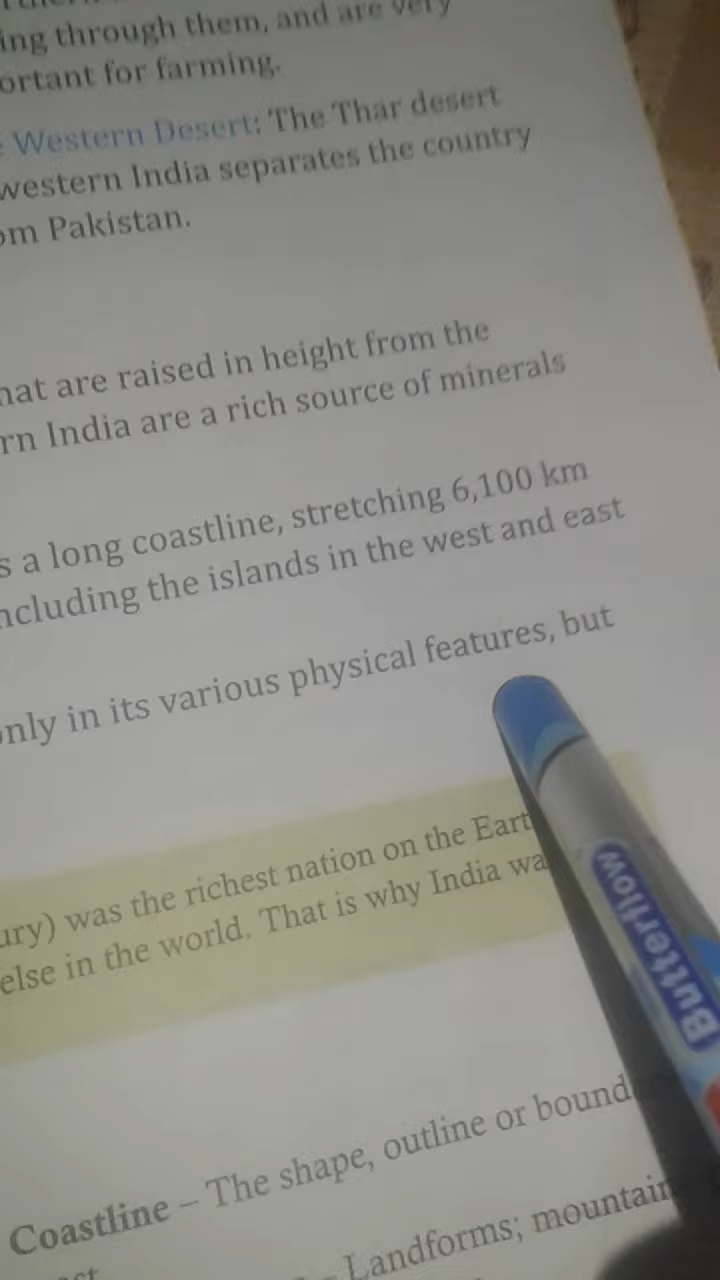 ing through them, and are very
ortant for farming.
Western Desert: The Thar desert
western India separates the country
om Pakistan.
hat are raised in height from the
rn India are a rich source of minerals
s a long coastline, stretching 6,100 km
ncluding the islands in the west and east
nly in its various physical features, but
ury) was the richest nation on the Eart
else in the world. That is why India wa
Coastline – The shape, outline or bound
Landforms; mountain
Butterflow